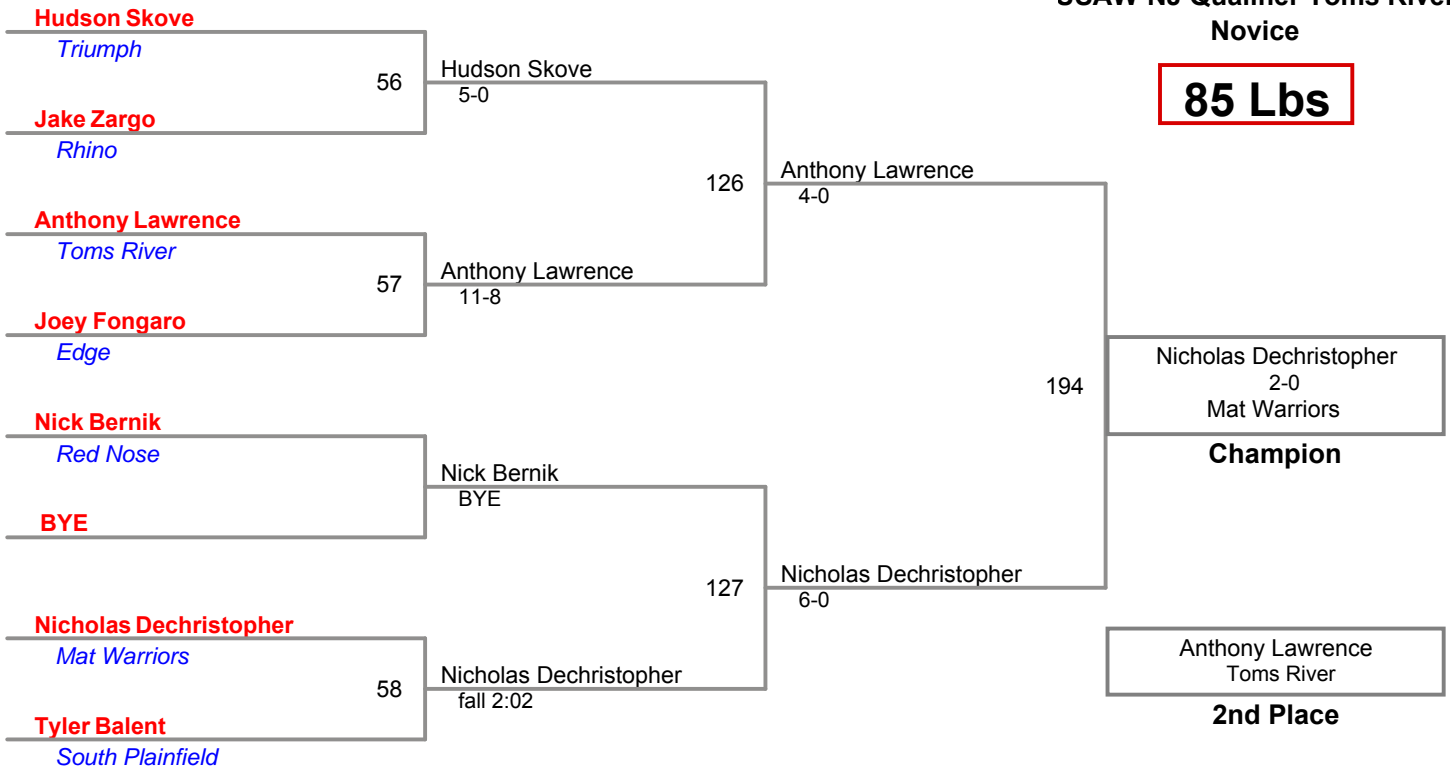 Novice
85 Lbs
Hudson Skove
Triumph
56
Hudson Skove
5-0
Jake Zargo
Rhino
126
Anthony Lawrence
4-0
Anthony Lawrence
Toms River
57
Anthony Lawrence
11-8
Joey Fongaro
Edge
194
Nicholas Dechristopher
2-0
Mat Warriors
Champion
Nick Bernik
Red Nose
Nick Bernik
BYE
BYE
127
Nicholas Dechristopher
6-0
Nicholas Dechristopher
Mat Warriors
58
Nicholas Dechristopher
fall 2:02
Tyler Balent
South Plainfield
Anthony Lawrence
Toms River
2nd Place